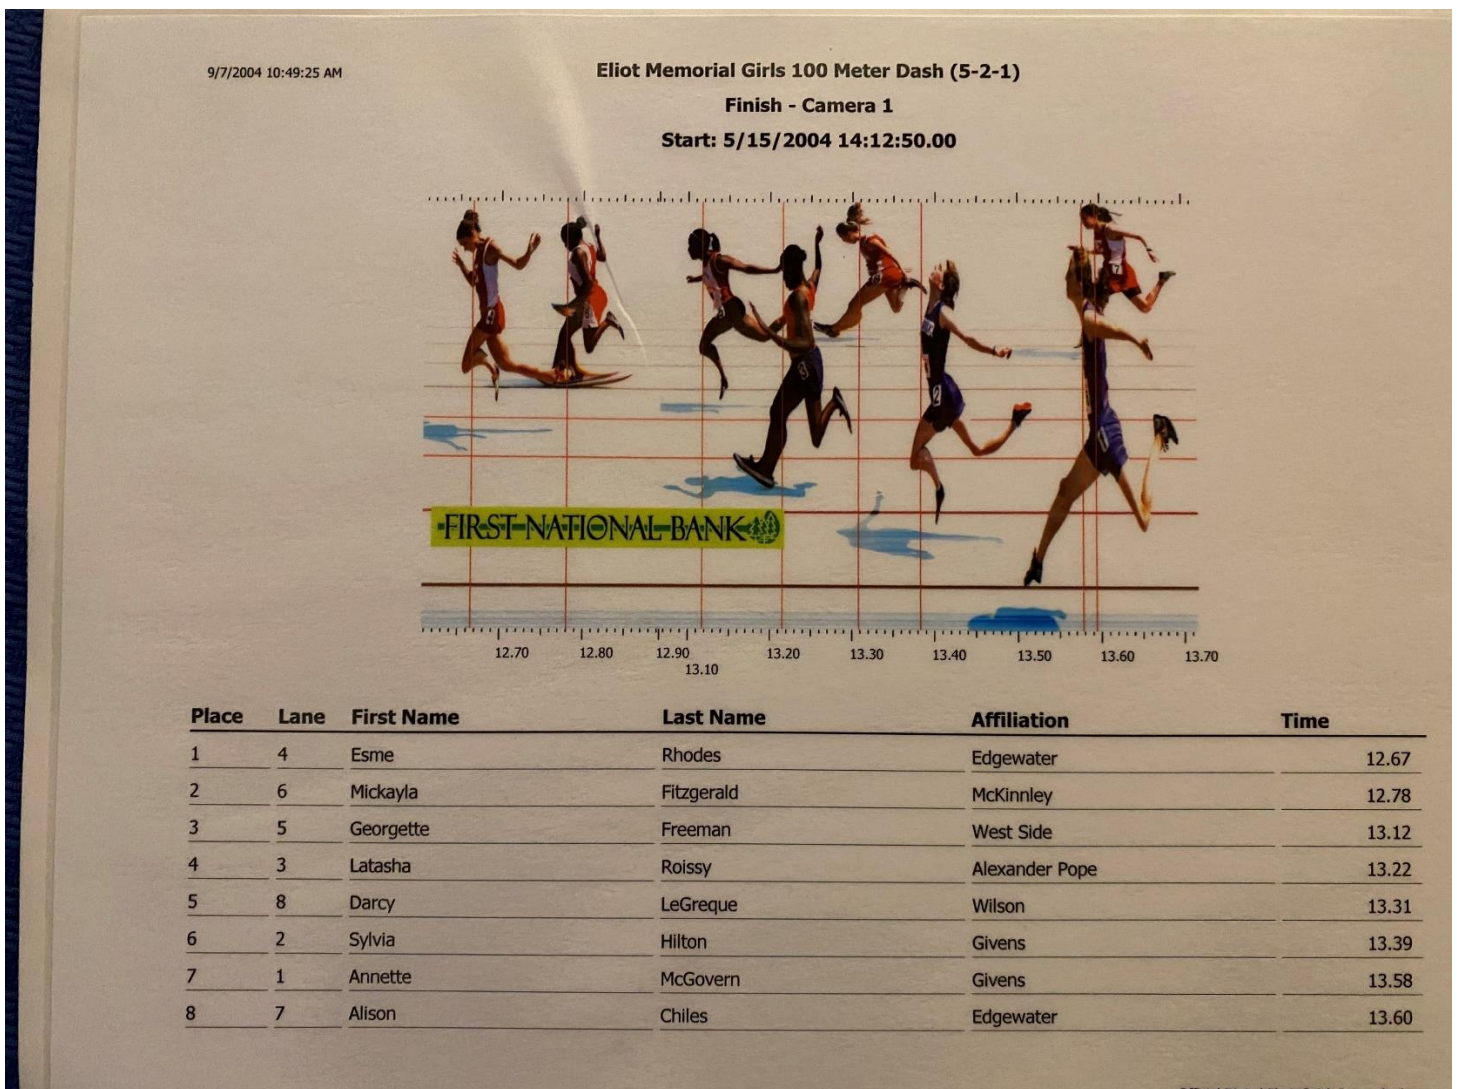 9/7/2004 10:49:25 AM
Eliot Memorial Girls 100 Meter Dash (5-2-1)
Finish - Camera 1
Start: 5/15/2004 14:12:50.00
FIRST NATIONAL BANK
12.70 12.80 12.90 13.20 13.30 13.40 13.50 13.60 13.70
13.10
Place Lane First Name Last Name Affiliation Time
1 4 Esme Rhodes Edgewater 12.67
2 6 Mickayla Fitzgerald McKinnley 12.78
3 5 Georgette Freeman West Side 13.12
4 3 Latasha Roissy Alexander Pope 13.22
5 8 Darcy LeGreque Wilson 13.31
6 2 Sylvia Hilton Givens 13.39
7 1 Annette McGovern Givens 13.58
8 7 Alison Chiles Edgewater 13.60